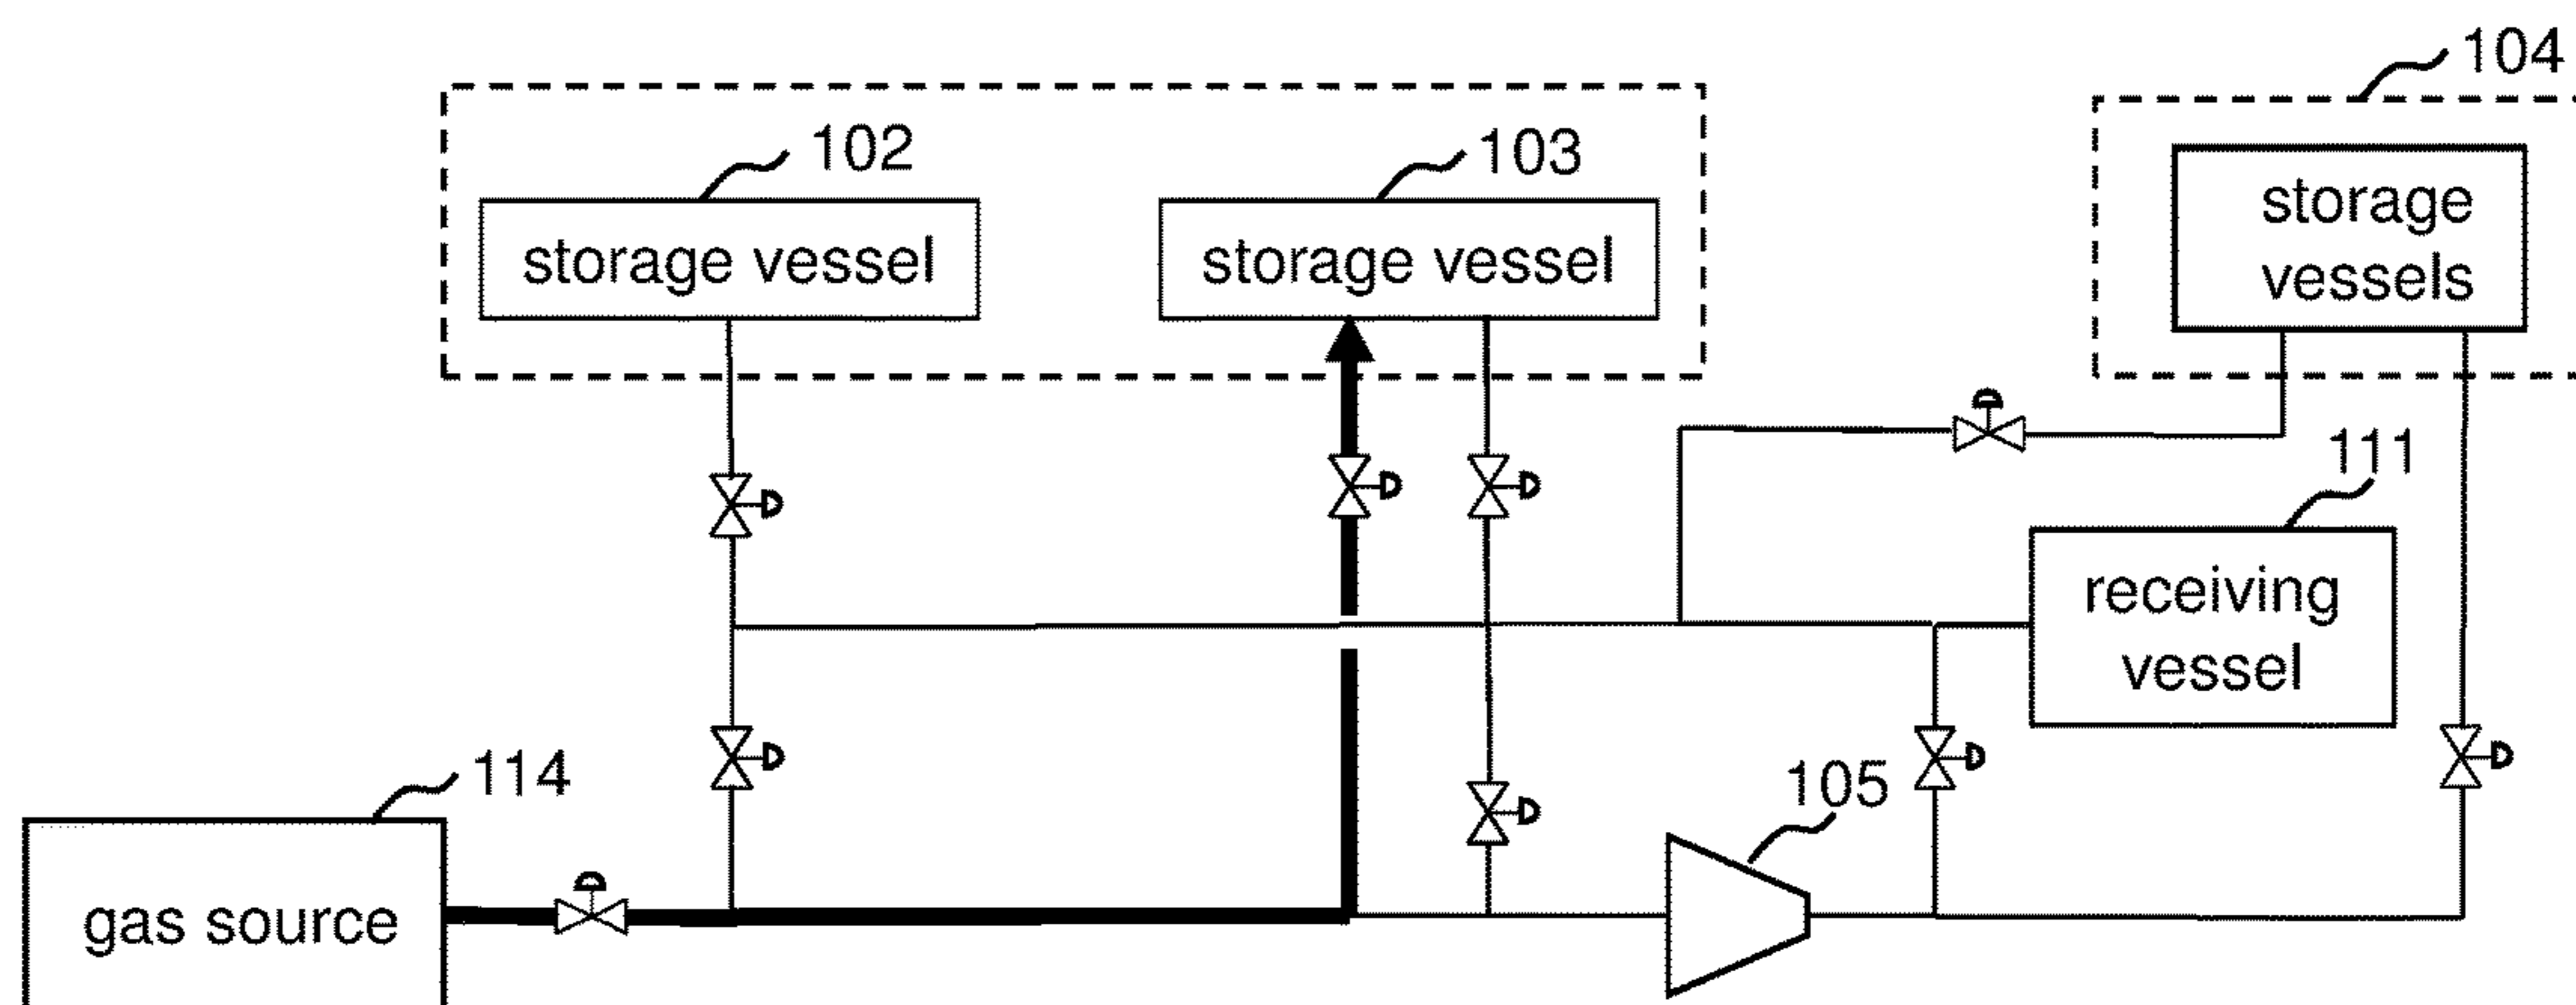 104
102
103
storage vessel
storage vessel
storage
vessels
111
receiving
vessel
114
105
gas source